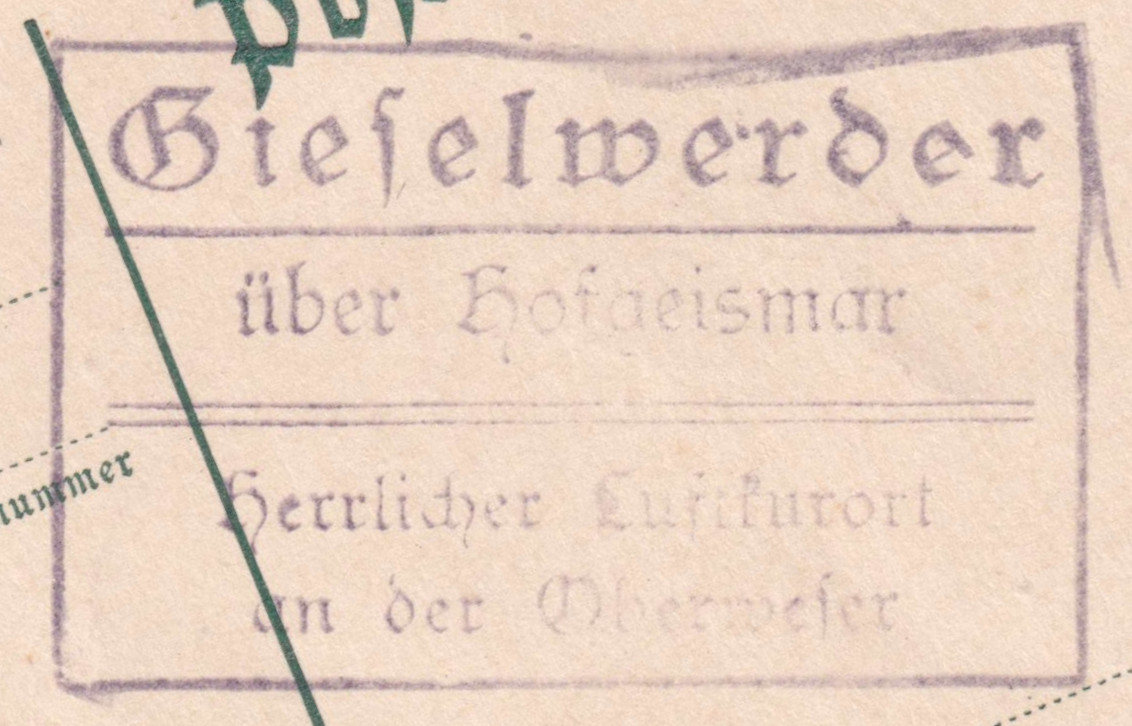 Gieselwerder
über Hofgeismar
nummer
Herrlicher Luftkurort
an der Oberweser